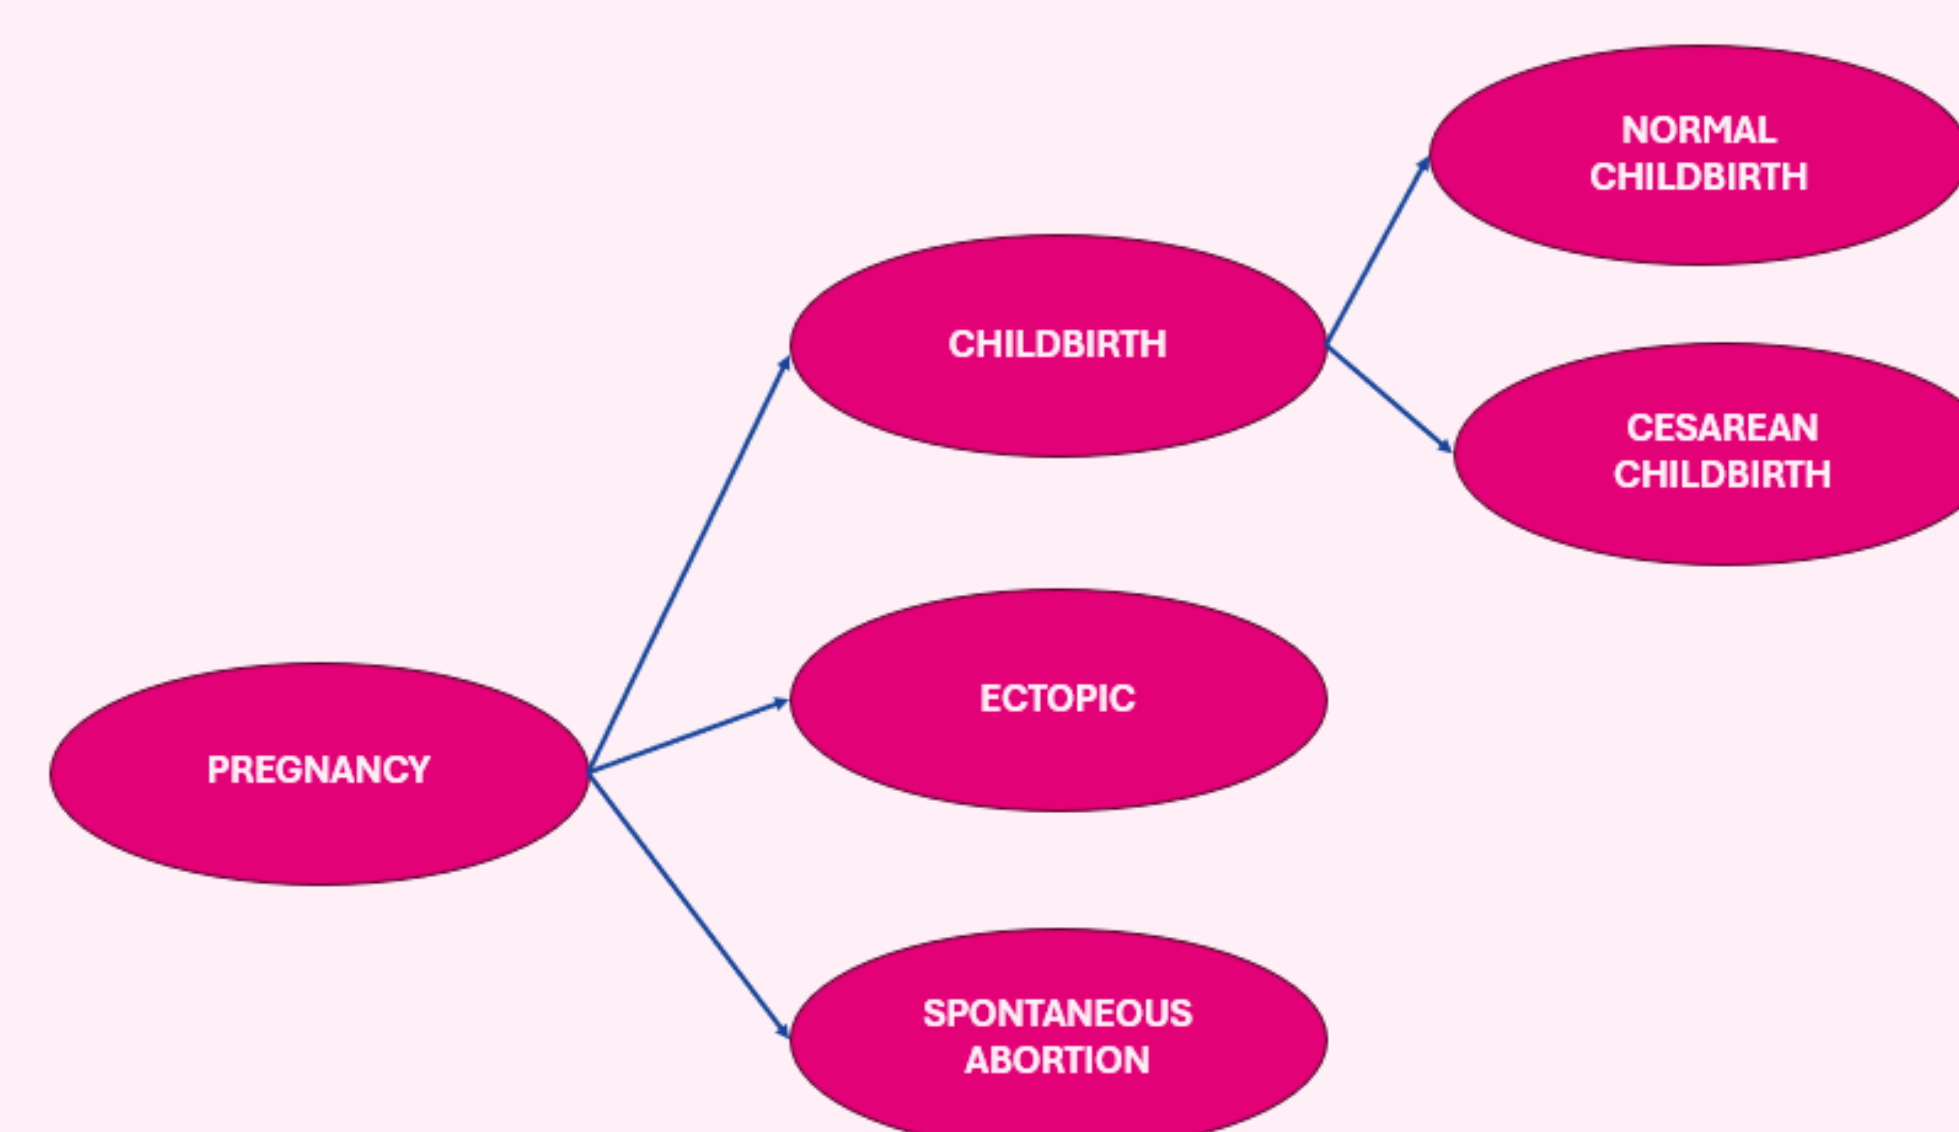 NORMAL
CHILDBIRTH
CHILDBIRTH
CESAREAN
CHILDBIRTH
ECTOPIC
PREGNANCY
SPONTANEOUS
ABORTION